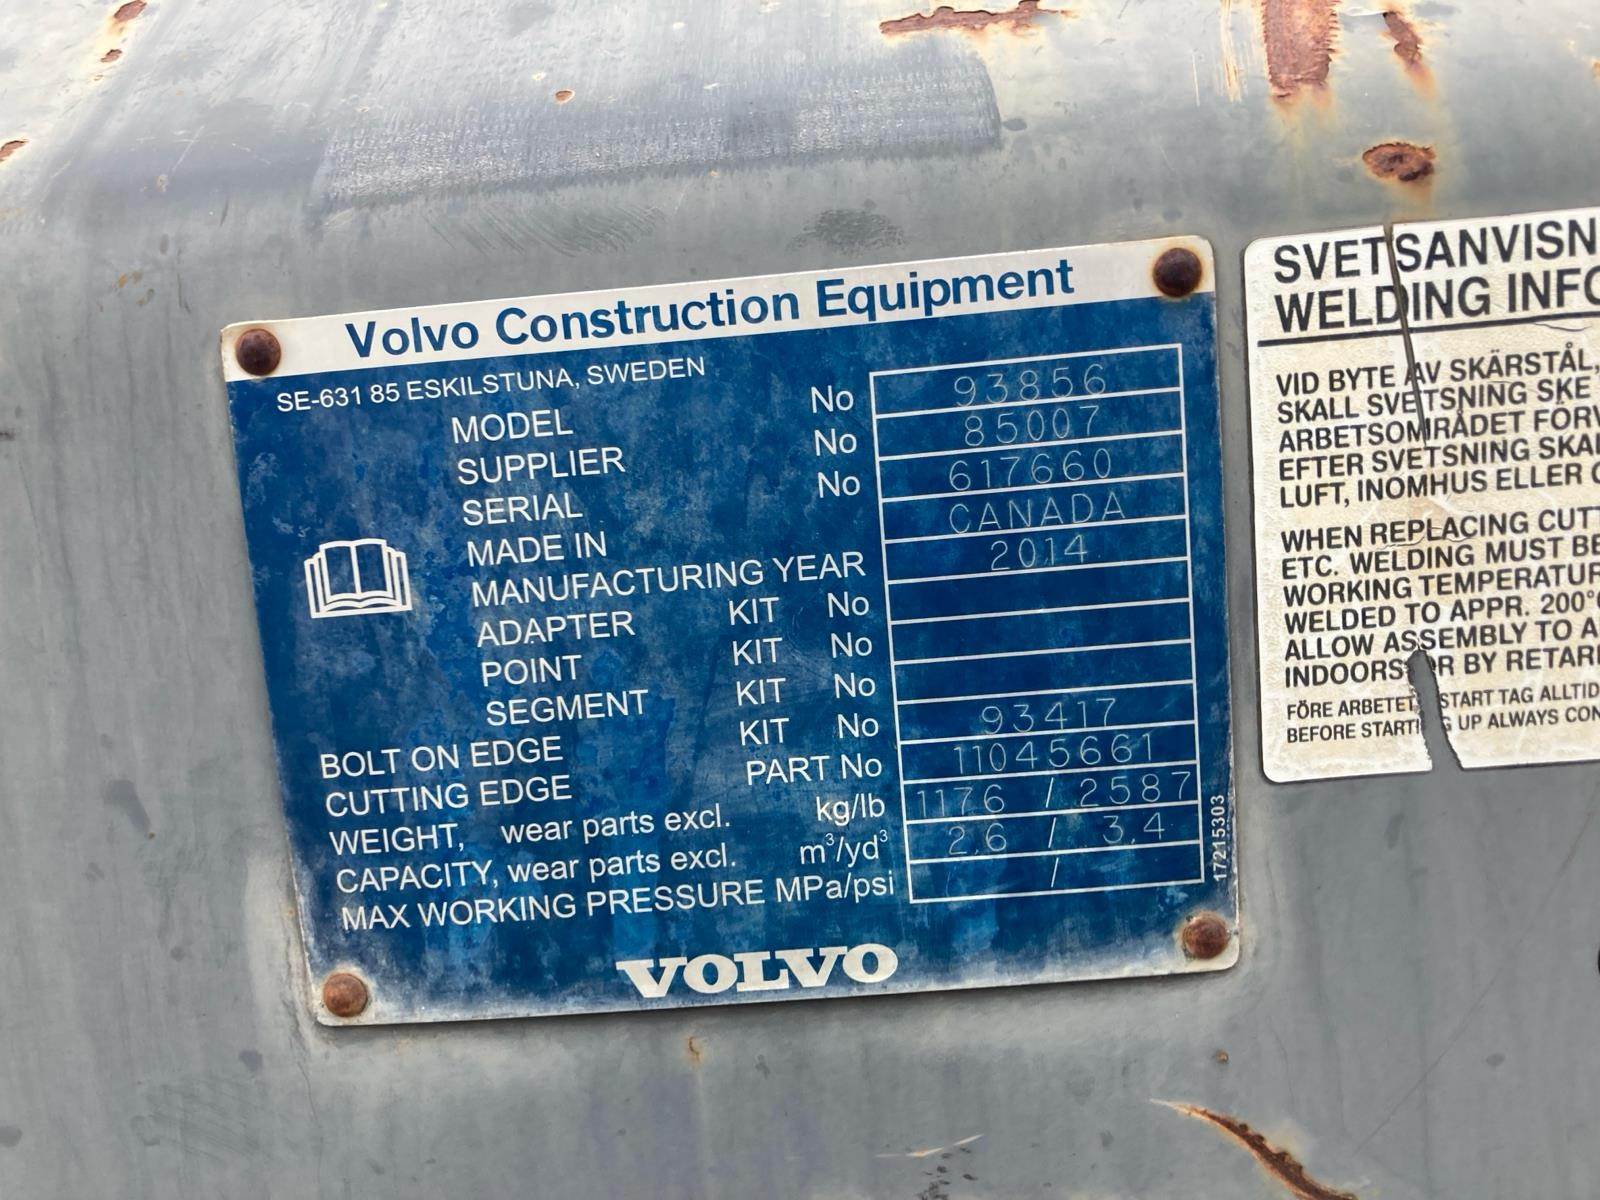 Volvo Construction Equipment
SE-631 85 ESKILSTUNA, SWEDEN
MODEL No 93856
SUPPLIER No 85007
SERIAL No 617660
MADE IN CANADA
MANUFACTURING YEAR 2014
ADAPTER KIT No
POINT KIT No
SEGMENT KIT No
BOLT ON EDGE KIT No 93417
CUTTING EDGE PART No 11045661
WEIGHT, wear parts excl. kg/lb 1176 / 2587
CAPACITY, wear parts excl. m³/yd³ 2.6 / 3.4
MAX WORKING PRESSURE MPa/psi /
VOLVO
17215303
SVETSANVISN
WELDING INFO
VID BYTE AV SKÄRSTÅL,
SKALL SVETSNING SKE
ARBETSOMRÅDET FÖRV
EFTER SVETSNING SKAL
LUFT, INOMHUS ELLER
WHEN REPLACING CUTT
ETC. WELDING MUST BE
WORKING TEMPERATUR
WELDED TO APPR. 200°
ALLOW ASSEMBLY TO
INDOORS OR BY RETAR
FÖRE ARBETET START TAG ALLTID
BEFORE STARTING UP ALWAYS CON